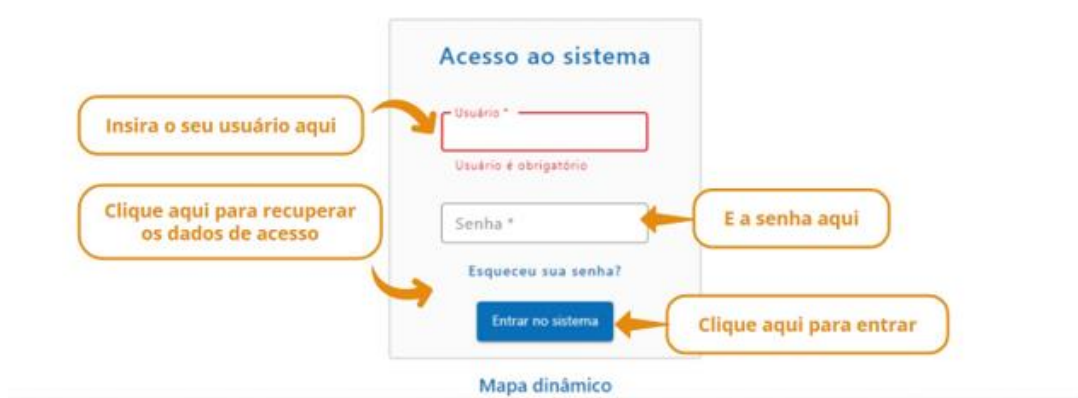 Acesso ao sistema
Insira o seu usuário aqui
Usuário *
Usuário é obrigatório
Clique aqui para recuperar
os dados de acesso
Senha *
E a senha aqui
Esqueceu sua senha?
Entrar no sistema
Clique aqui para entrar
Mapa dinâmico